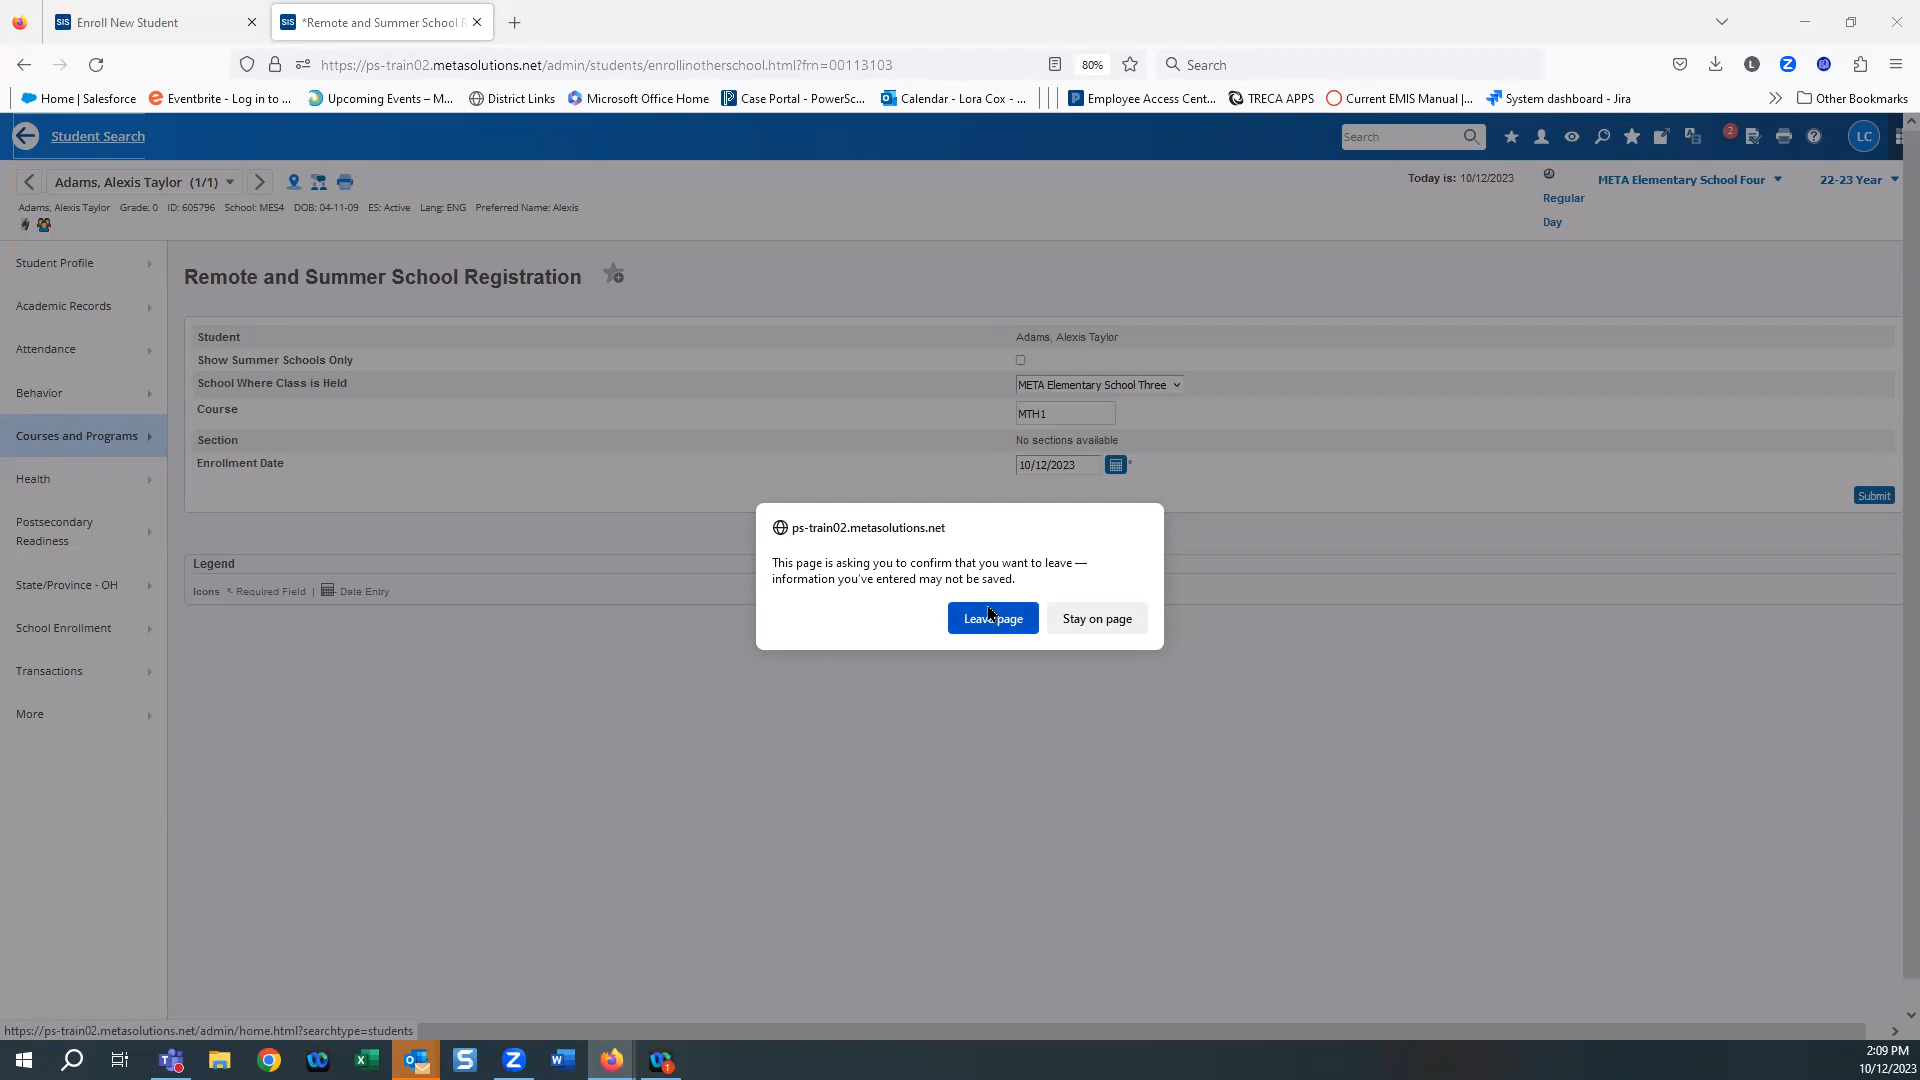 Enroll New Student
*Remote and Summer School R
https://ps-train02.metasolutions.net/admin/students/enrollinotherschool.html?frn=00113103
80%
Search
Home | Salesforce
Eventbrite - Log in to ...
Upcoming Events – M...
District Links
Microsoft Office Home
Case Portal - PowerSc...
Calendar - Lora Cox - ...
Employee Access Cent...
TRECA APPS
Current EMIS Manual |...
System dashboard - Jira
Other Bookmarks
Student Search
Search
2
LC
Adams, Alexis Taylor (1/1)
Today is: 10/12/2023
Regular
Day
META Elementary School Four
22-23 Year
Adams, Alexis Taylor Grade: 0 ID: 605796 School: MES4 DOB: 04-11-09 ES: Active Lang: ENG Preferred Name: Alexis
Student Profile
Academic Records
Attendance
Behavior
Courses and Programs
Health
Postsecondary
Readiness
State/Province - OH
School Enrollment
Transactions
More
Remote and Summer School Registration
Student Adams, Alexis Taylor
Show Summer Schools Only
School Where Class is Held META Elementary School Three
Course MTH1
Section No sections available
Enrollment Date 10/12/2023 *
Submit
Legend
Icons * Required Field | - Date Entry
ps-train02.metasolutions.net
This page is asking you to confirm that you want to leave —
information you've entered may not be saved.
Leave page
Stay on page
https://ps-train02.metasolutions.net/admin/home.html?searchtype=students
2:09 PM
10/12/2023